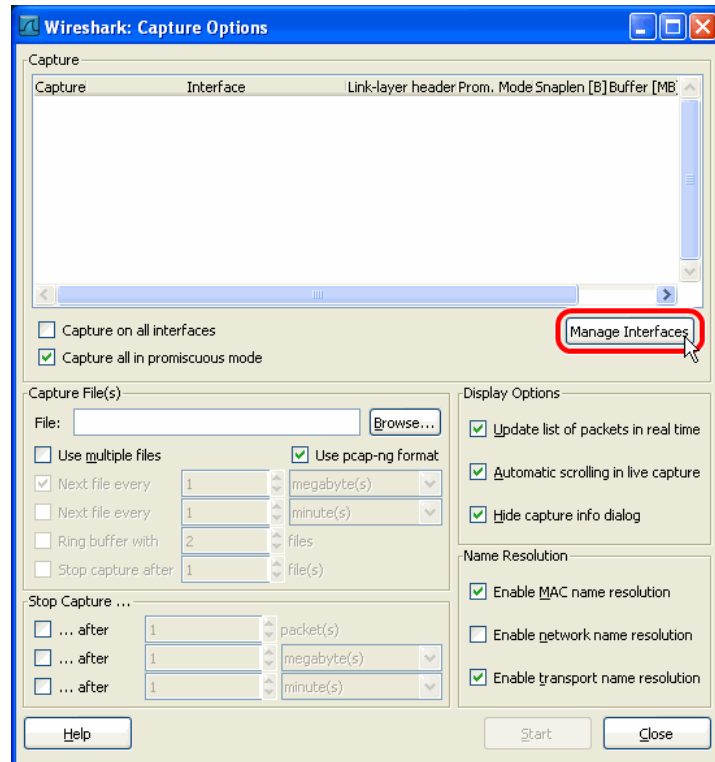 Wireshark: Capture Options
Capture
Capture Interface Link-layer header Prom. Mode Snaplen [B] Buffer [MB]
Capture on all interfaces
Manage Interfaces
Capture all in promiscuous mode
Capture File(s)
File: Browse...
Use multiple files Use pcap-ng format
Next file every 1 megabyte(s)
Next file every 1 minute(s)
Ring buffer with 2 files
Stop capture after 1 file(s)
Stop Capture ...
... after 1 packet(s)
... after 1 megabyte(s)
... after 1 minute(s)
Display Options
Update list of packets in real time
Automatic scrolling in live capture
Hide capture info dialog
Name Resolution
Enable MAC name resolution
Enable network name resolution
Enable transport name resolution
Help Start Close